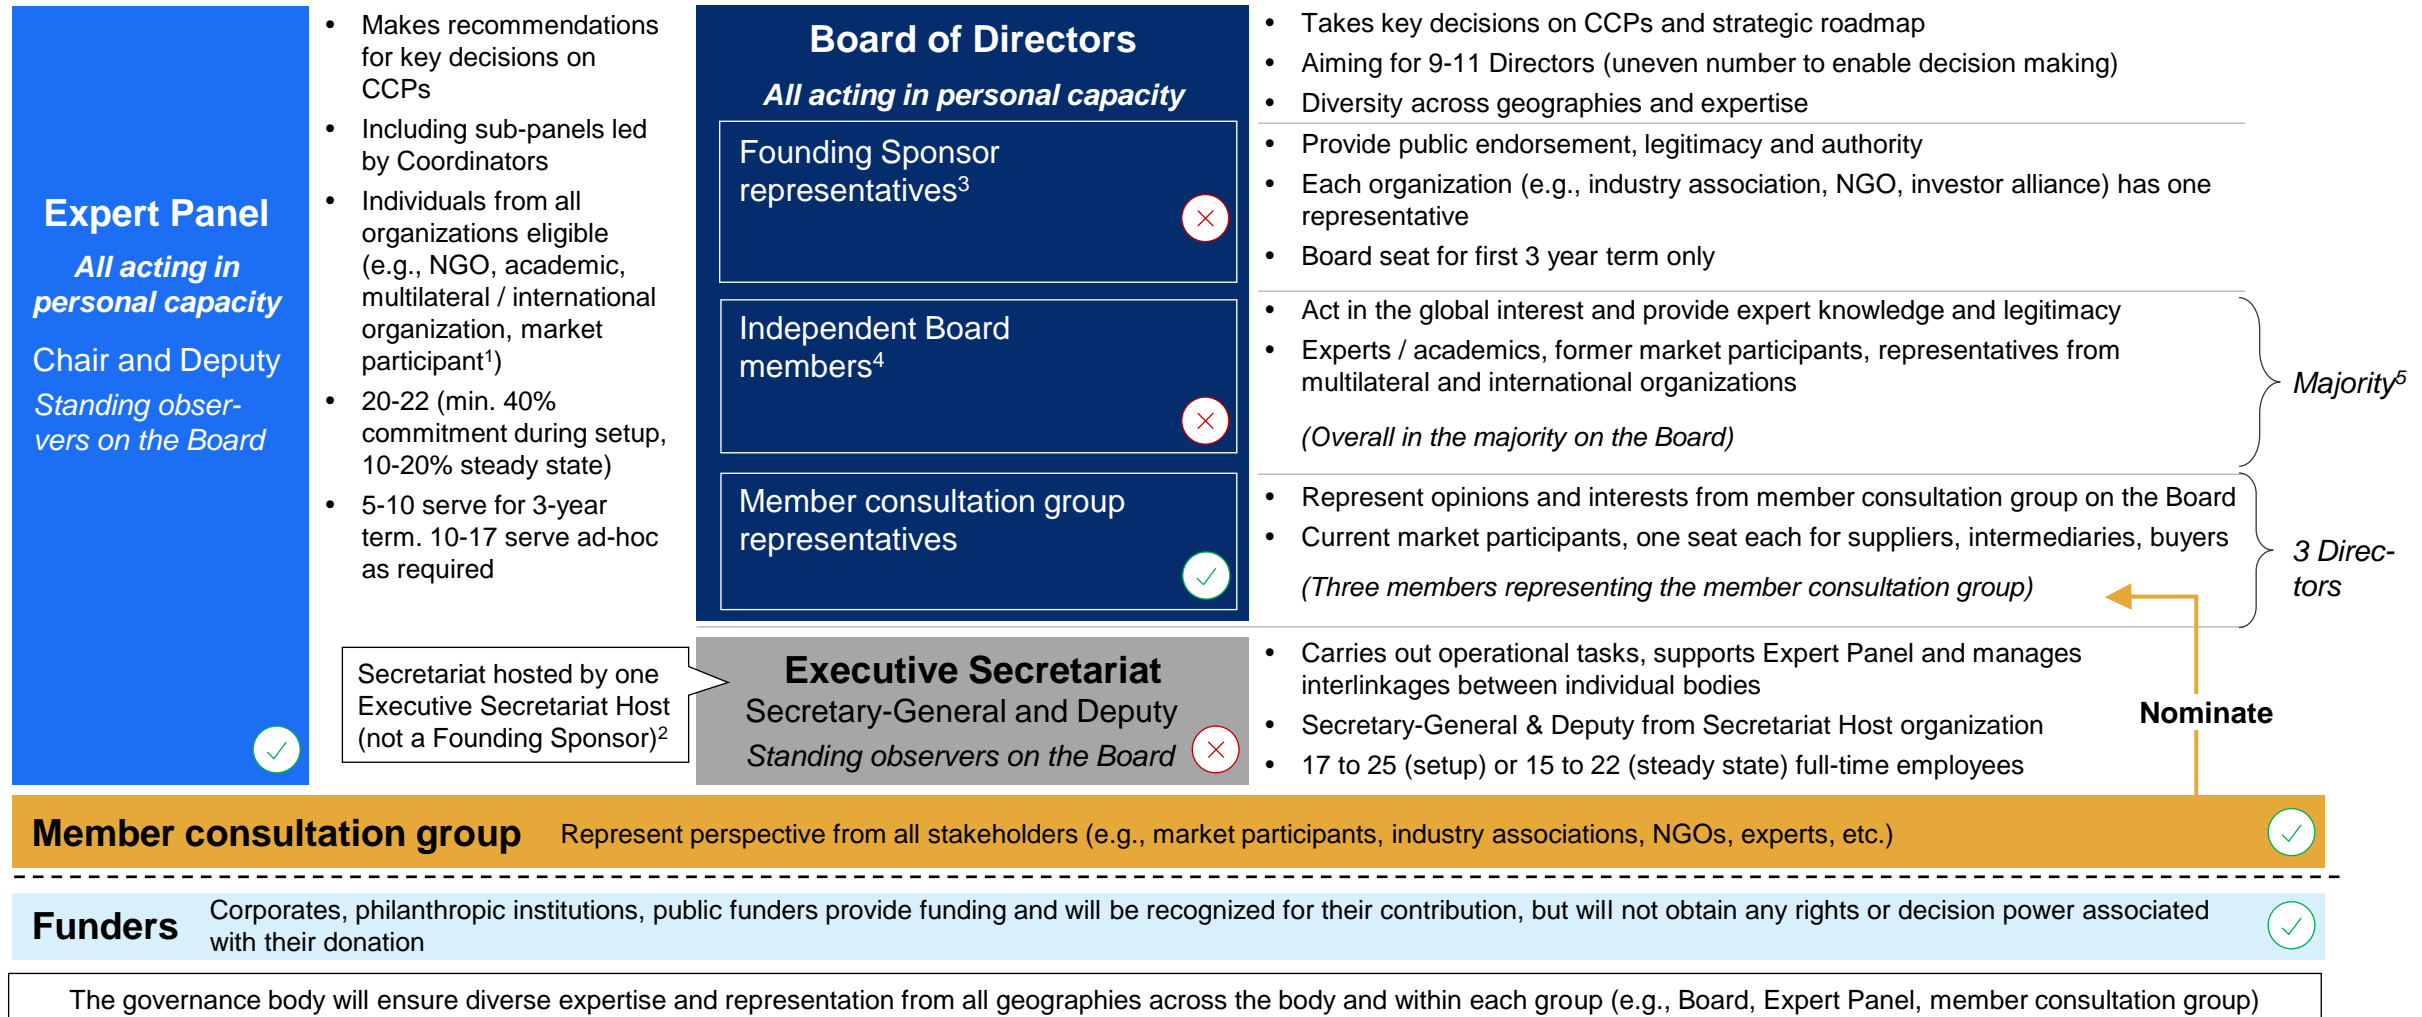 Expert Panel
All acting in
personal capacity
Chair and Deputy
Standing obser-
vers on the Board
• Makes recommendations
for key decisions on
CCPs
• Including sub-panels led
by Coordinators
• Individuals from all
organizations eligible
(e.g., NGO, academic,
multilateral / international
organization, market
participant¹)
• 20-22 (min. 40%
commitment during setup,
10-20% steady state)
• 5-10 serve for 3-year
term. 10-17 serve ad-hoc
as required
Board of Directors
All acting in personal capacity
• Takes key decisions on CCPs and strategic roadmap
• Aiming for 9-11 Directors (uneven number to enable decision making)
• Diversity across geographies and expertise
Founding Sponsor
representatives³
• Provide public endorsement, legitimacy and authority
• Each organization (e.g., industry association, NGO, investor alliance) has one
representative
• Board seat for first 3 year term only
Independent Board
members⁴
• Act in the global interest and provide expert knowledge and legitimacy
• Experts / academics, former market participants, representatives from
multilateral and international organizations
(Overall in the majority on the Board)
Majority⁵
Member consultation group
representatives
• Represent opinions and interests from member consultation group on the Board
• Current market participants, one seat each for suppliers, intermediaries, buyers
(Three members representing the member consultation group)
3 Direc-
tors
Secretariat hosted by one
Executive Secretariat Host
(not a Founding Sponsor)²
Executive Secretariat
Secretary-General and Deputy
Standing observers on the Board
• Carries out operational tasks, supports Expert Panel and manages
interlinkages between individual bodies
• Secretary-General & Deputy from Secretariat Host organization
• 17 to 25 (setup) or 15 to 22 (steady state) full-time employees
Nominate
Member consultation group Represent perspective from all stakeholders (e.g., market participants, industry associations, NGOs, experts, etc.)
Funders
Corporates, philanthropic institutions, public funders provide funding and will be recognized for their contribution, but will not obtain any rights or decision power associated
with their donation
The governance body will ensure diverse expertise and representation from all geographies across the body and within each group (e.g., Board, Expert Panel, member consultation group)